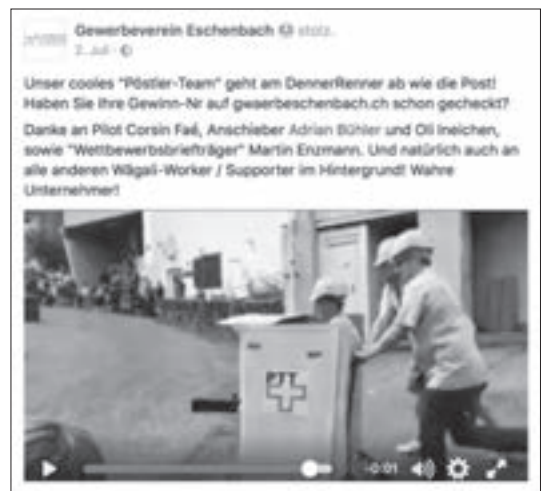 Gewerbeverein Eschenbach stolz.
2. Juli
Unser cooles "Pöstler-Team" geht am DennerRenner ab wie die Post!
Haben Sie Ihre Gewinn-Nr auf gwaerbeschenbach.ch schon gecheckt?
Danke an Pilot Corsin Faé, Anschieber Adrian Bühler und Oli Ineichen,
sowie "Wettbewerbsbriefträger" Martin Enzmann. Und natürlich auch an
alle anderen Wägali-Worker / Supporter im Hintergrund! Wahre
Unternehmer!
PTT
-0:01